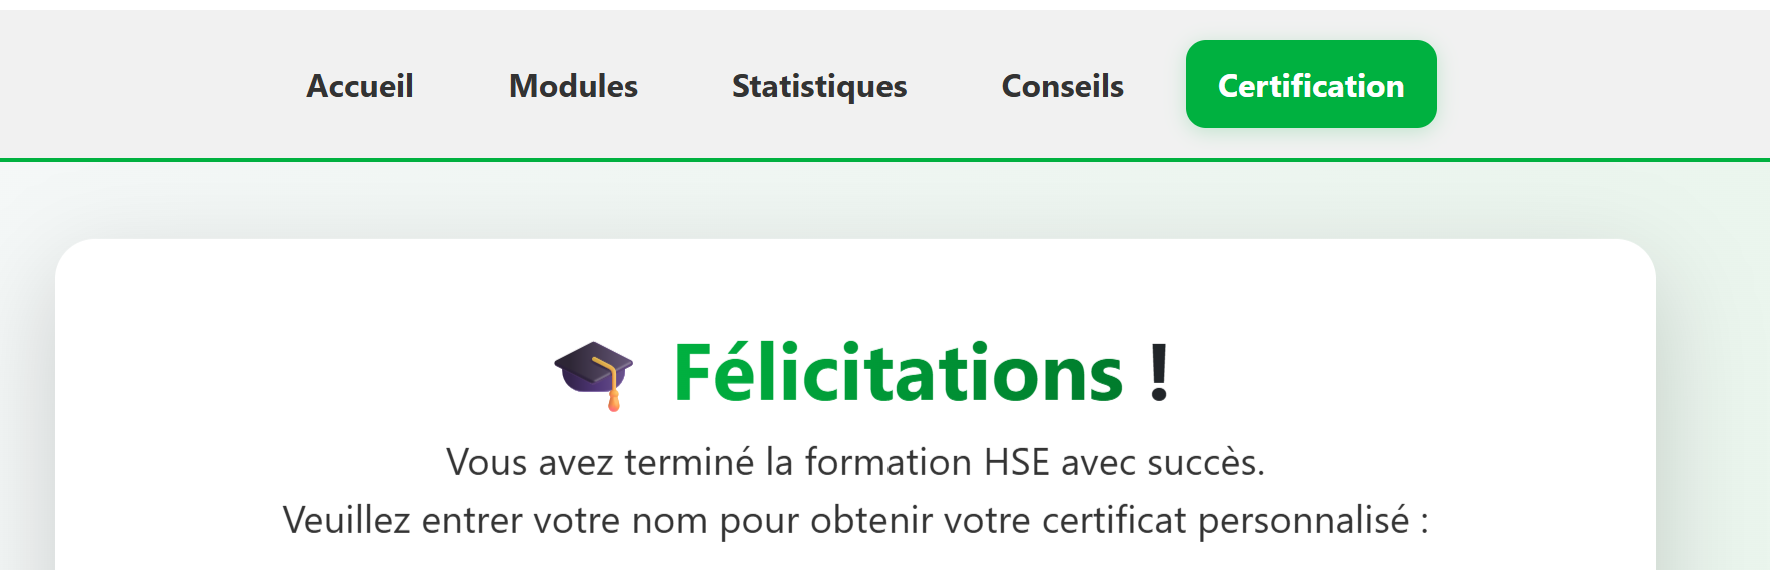 Accueil Modules Statistiques Conseils Certification
🎓 Félicitations !
Vous avez terminé la formation HSE avec succès.
Veuillez entrer votre nom pour obtenir votre certificat personnalisé :